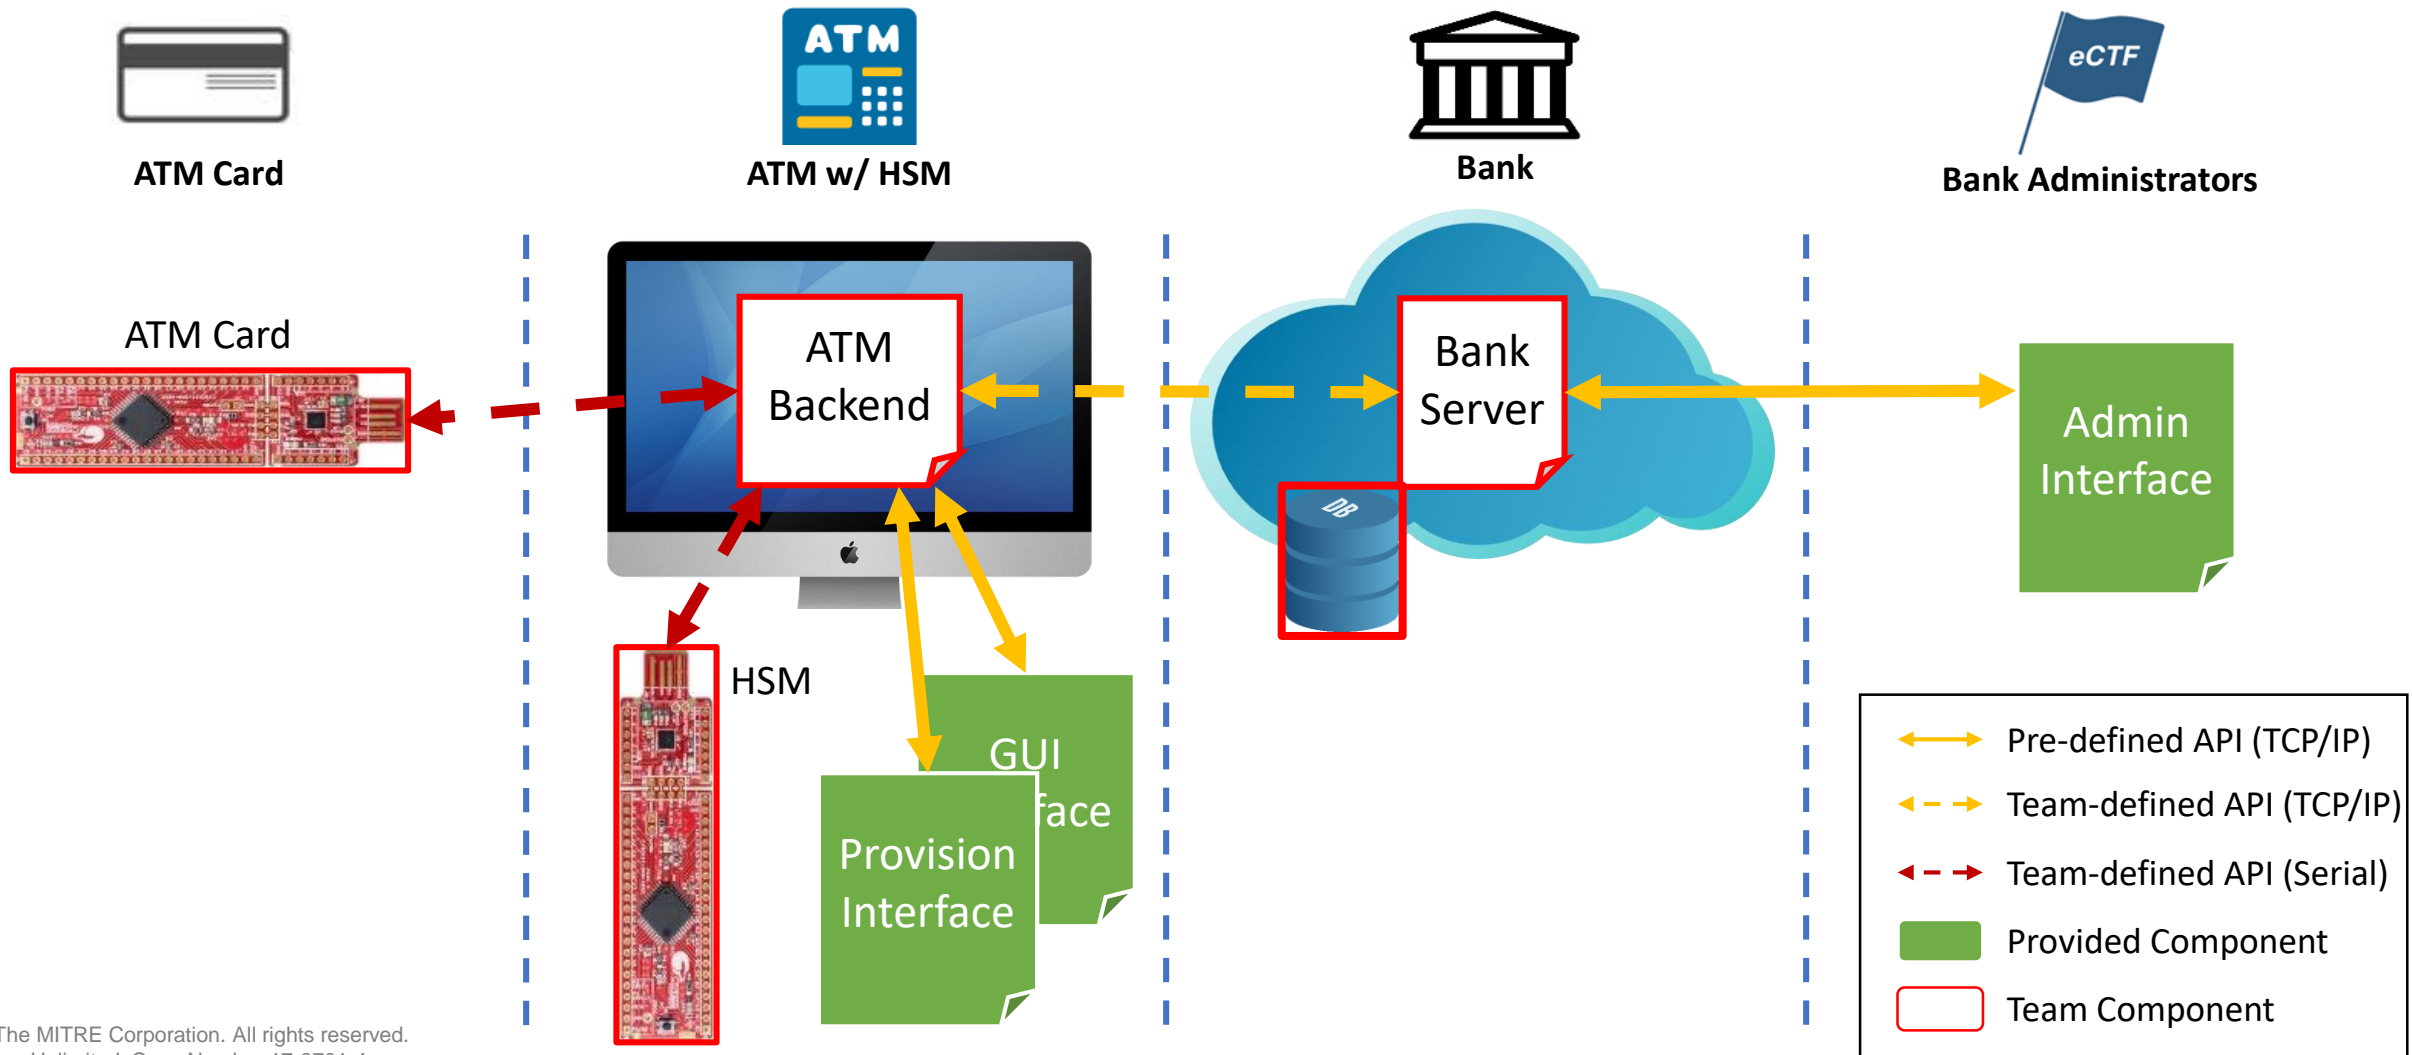 ATM
eCTF
ATM Card
ATM w/ HSM
Bank
Bank Administrators
ATM Card
ATM
Backend
Bank
Server
Admin
Interface
DB
HSM
GUI
face
Provision
Interface
Pre-defined API (TCP/IP)
Team-defined API (TCP/IP)
Team-defined API (Serial)
Provided Component
Team Component
The MITRE Corporation. All rights reserved.